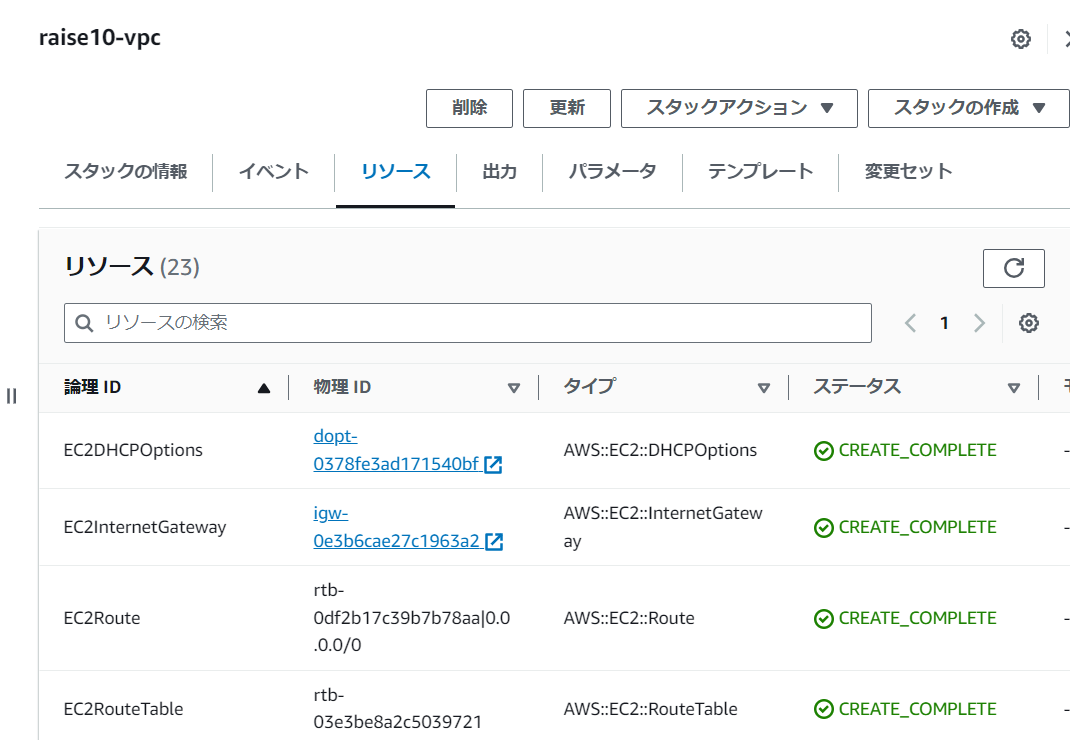 raise10-vpc
削除
更新
スタックアクション
スタックの作成
スタックの情報
イベント
リソース
出力
パラメータ
テンプレート
変更セット
リソース (23)
リソースの検索
1
論理 ID
物理 ID
タイプ
ステータス
EC2DHCPOptions
dopt-
0378fe3ad171540bf
AWS::EC2::DHCPOptions
CREATE_COMPLETE
-
EC2InternetGateway
igw-
0e3b6cae27c1963a2
AWS::EC2::InternetGatew
ay
CREATE_COMPLETE
-
EC2Route
rtb-
0df2b17c39b7b78aa|0.0
.0.0/0
AWS::EC2::Route
CREATE_COMPLETE
-
EC2RouteTable
rtb-
03e3be8a2c5039721
AWS::EC2::RouteTable
CREATE_COMPLETE
-